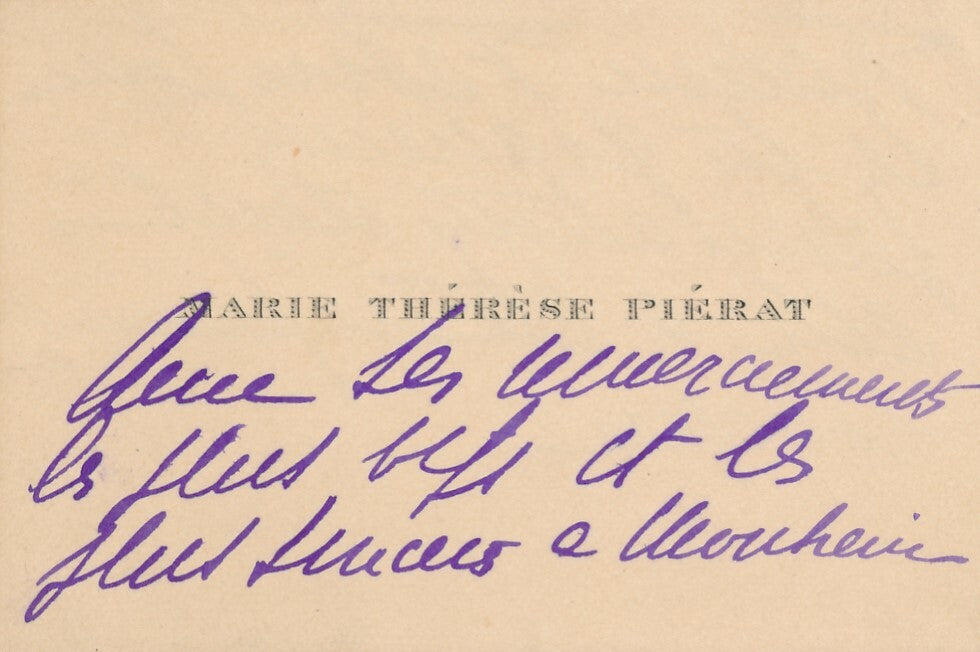 MARIE THÉRÈSE PIÉRAT
Avec ses remerciements
les plus vifs et les
plus sincères a Monsieur